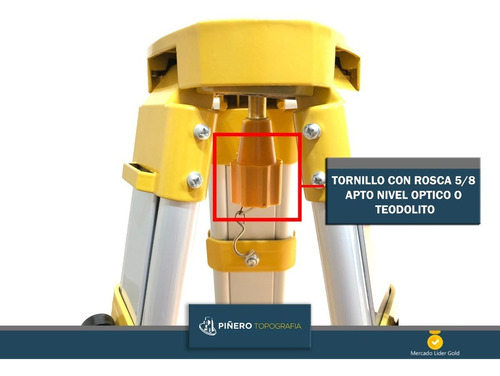 TORNILLO CON ROSCA 5/8
APTO NIVEL OPTICO O
TEODOLITO
PIÑERO TOPOGRAFIA
Mercado Lider Gold